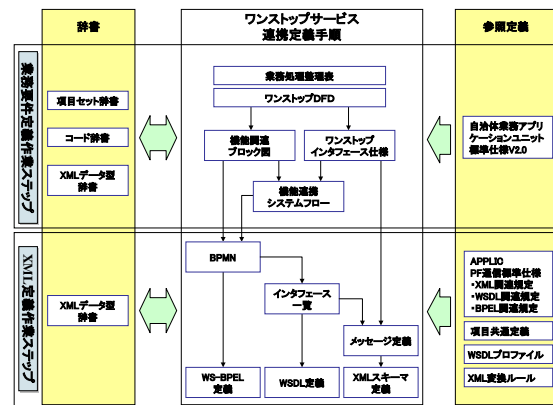 辞書
ワンストップサービス
連携定義手順
参照定義
業務要件定義作業ステップ
項目セット辞書
コード辞書
XMLデータ型
辞書
業務処理整理表
ワンストップDFD
機能関連
ブロック図
ワンストップ
インタフェース仕様
機能連携
システムフロー
自治体業務アプリ
ケーションユニット
標準仕様V2.0
XML定義作業ステップ
XMLデータ型
辞書
BPMN
インタフェース
一覧
メッセージ定義
WS-BPEL
定義
WSDL定義
XMLスキーマ
定義
APPLIC
PF通信標準仕様
・XML関連規定
・WSDL関連規定
・BPEL関連規定
項目共通定義
WSDLプロファイル
XML変換ルール